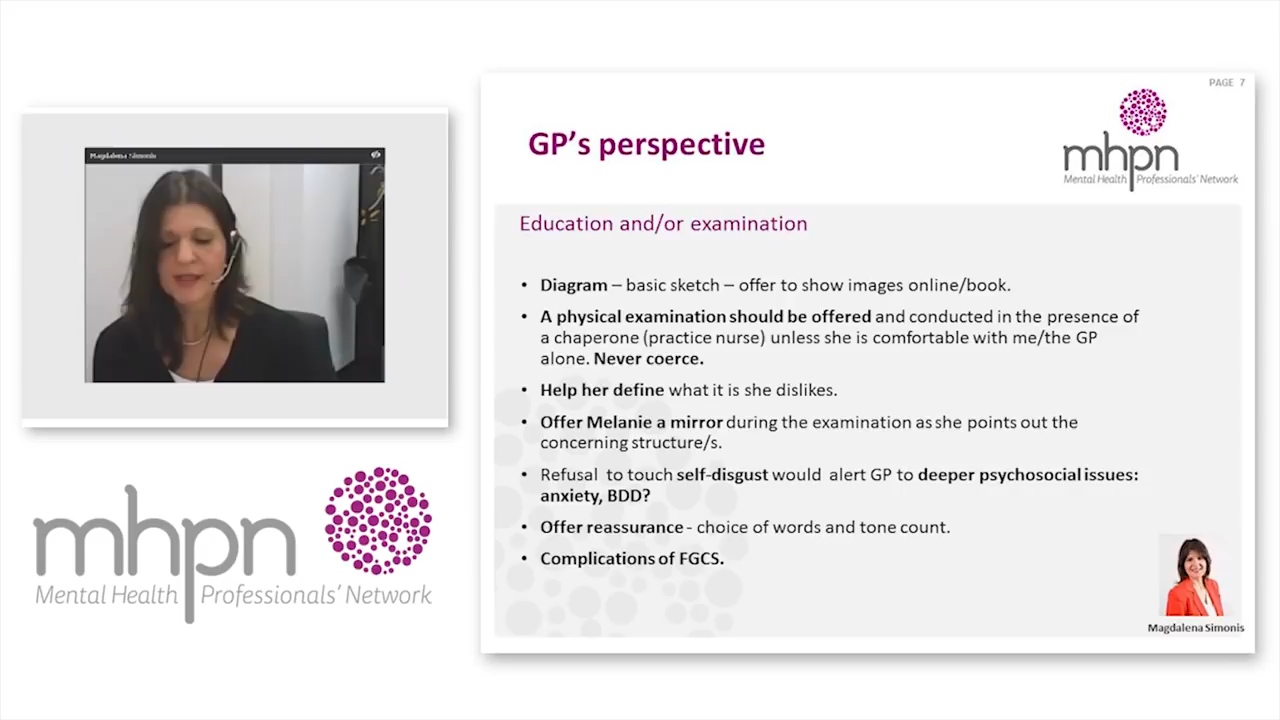 Magdalena Simonis
mhpn
Mental Health Professionals' Network
PAGE 7
GP's perspective
mhpn
Mental Health Professionals' Network
Education and/or examination
• Diagram – basic sketch – offer to show images online/book.
• A physical examination should be offered and conducted in the presence of
a chaperone (practice nurse) unless she is comfortable with me/the GP
alone. Never coerce.
• Help her define what it is she dislikes.
• Offer Melanie a mirror during the examination as she points out the
concerning structure/s.
• Refusal to touch self-disgust would alert GP to deeper psychosocial issues:
anxiety, BDD?
• Offer reassurance - choice of words and tone count.
• Complications of FGCS.
Magdalena Simonis